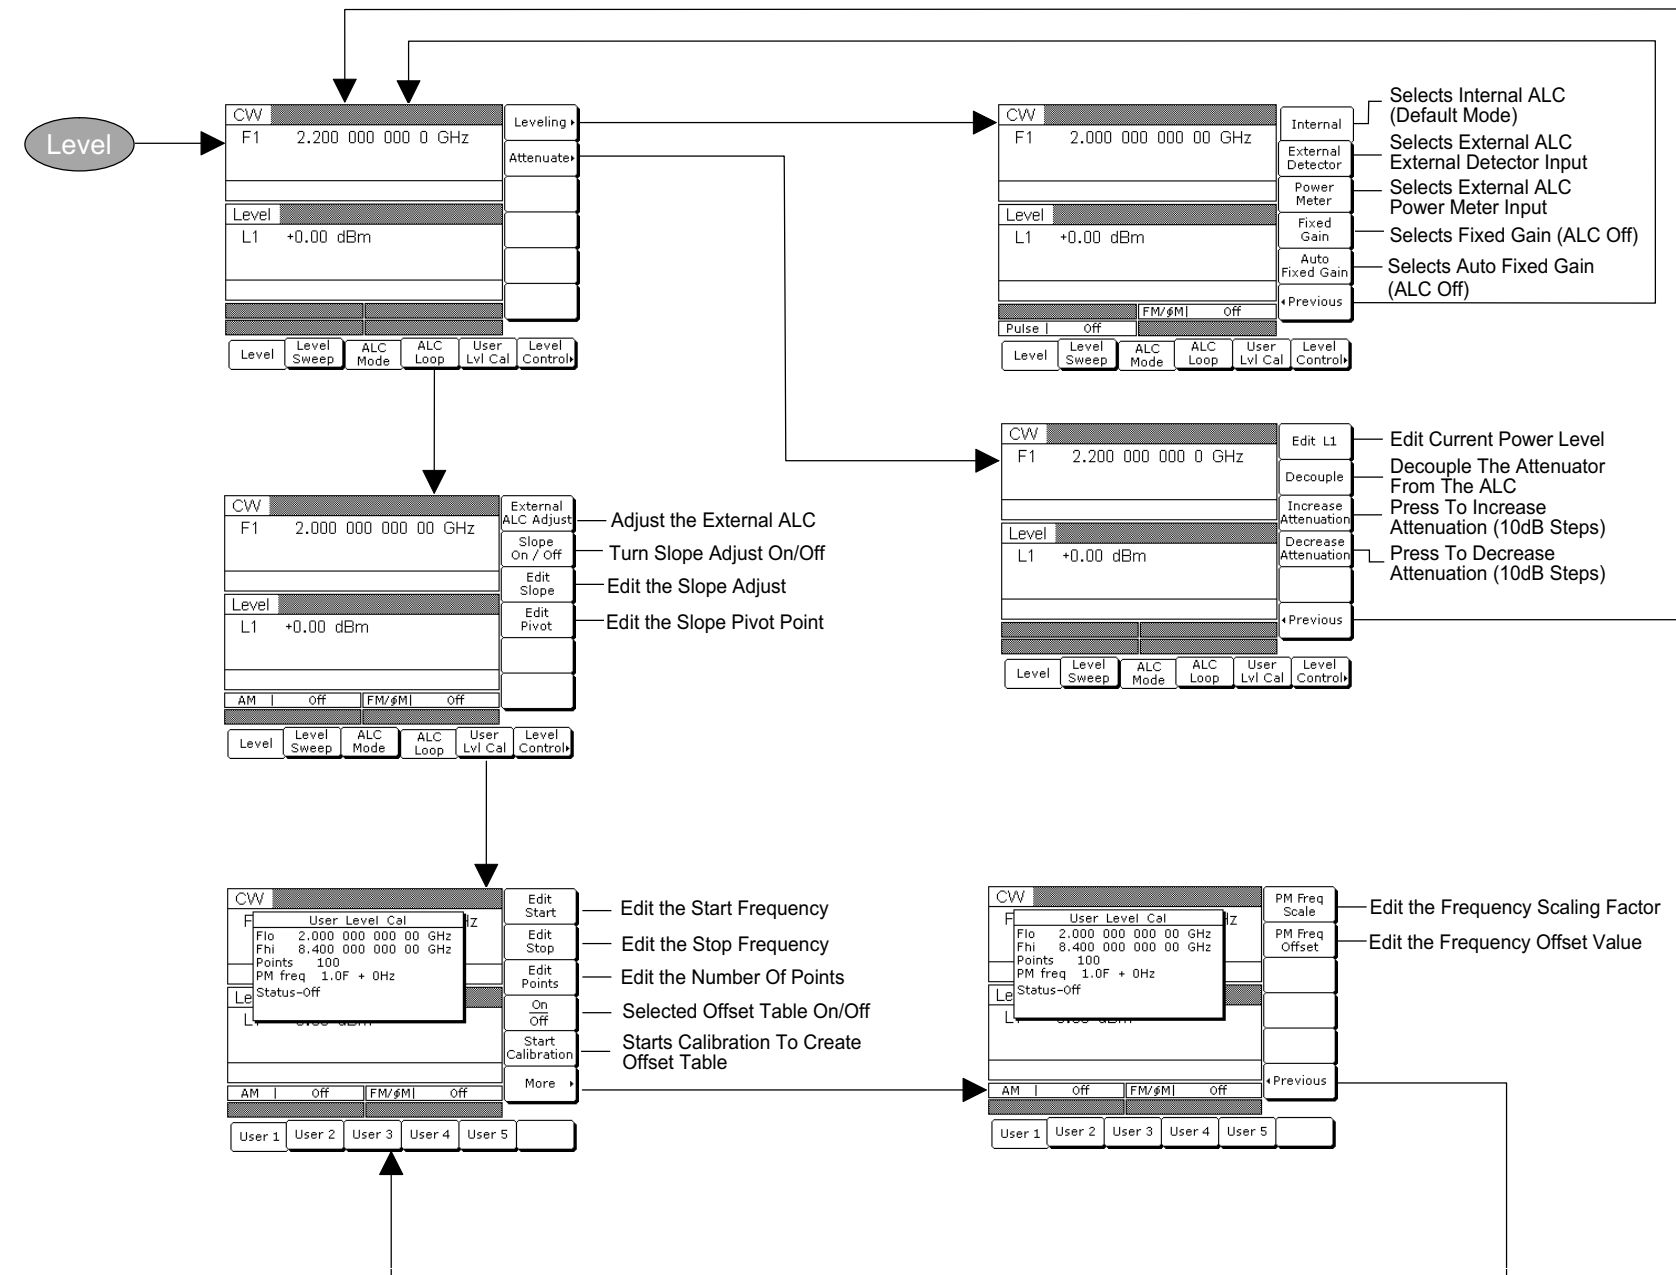 Level
CW
F1 2.200 000 000 0 GHz
Level
L1 +0.00 dBm
Leveling
Attenuate
Level
Level Sweep
ALC Mode
ALC Loop
User Lvl Cal
Level Control
CW
F1 2.000 000 000 00 GHz
Level
L1 +0.00 dBm
FM/ϕM| Off
Pulse | Off
Internal
External Detector
Power Meter
Fixed Gain
Auto Fixed Gain
Previous
Selects Internal ALC
(Default Mode)
Selects External ALC
External Detector Input
Selects External ALC
Power Meter Input
Selects Fixed Gain (ALC Off)
Selects Auto Fixed Gain
(ALC Off)
Level
Level Sweep
ALC Mode
ALC Loop
User Lvl Cal
Level Control
CW
F1 2.200 000 000 0 GHz
Level
L1 +0.00 dBm
Edit L1
Decouple
Increase Attenuation
Decrease Attenuation
Previous
Edit Current Power Level
Decouple The Attenuator
From The ALC
Press To Increase
Attenuation (10dB Steps)
Press To Decrease
Attenuation (10dB Steps)
Level
Level Sweep
ALC Mode
ALC Loop
User Lvl Cal
Level Control
CW
F1 2.000 000 000 00 GHz
Level
L1 +0.00 dBm
AM | Off FM/ϕM| Off
External ALC Adjust
Slope On / Off
Edit Slope
Edit Pivot
Adjust the External ALC
Turn Slope Adjust On/Off
Edit the Slope Adjust
Edit the Slope Pivot Point
Level
Level Sweep
ALC Mode
ALC Loop
User Lvl Cal
Level Control
CW
User Level Cal
Flo 2.000 000 000 00 GHz
Fhi 8.400 000 000 00 GHz
Points 100
PM freq 1.0F + 0Hz
Status-Off
AM | Off FM/ϕM| Off
Edit Start
Edit Stop
Edit Points
On
Off
Start Calibration
More
Edit the Start Frequency
Edit the Stop Frequency
Edit the Number Of Points
Selected Offset Table On/Off
Starts Calibration To Create
Offset Table
User 1 User 2 User 3 User 4 User 5
CW
User Level Cal
Flo 2.000 000 000 00 GHz
Fhi 8.400 000 000 00 GHz
Points 100
PM freq 1.0F + 0Hz
Status-Off
AM | Off FM/ϕM| Off
PM Freq Scale
PM Freq Offset
Previous
Edit the Frequency Scaling Factor
Edit the Frequency Offset Value
User 1 User 2 User 3 User 4 User 5